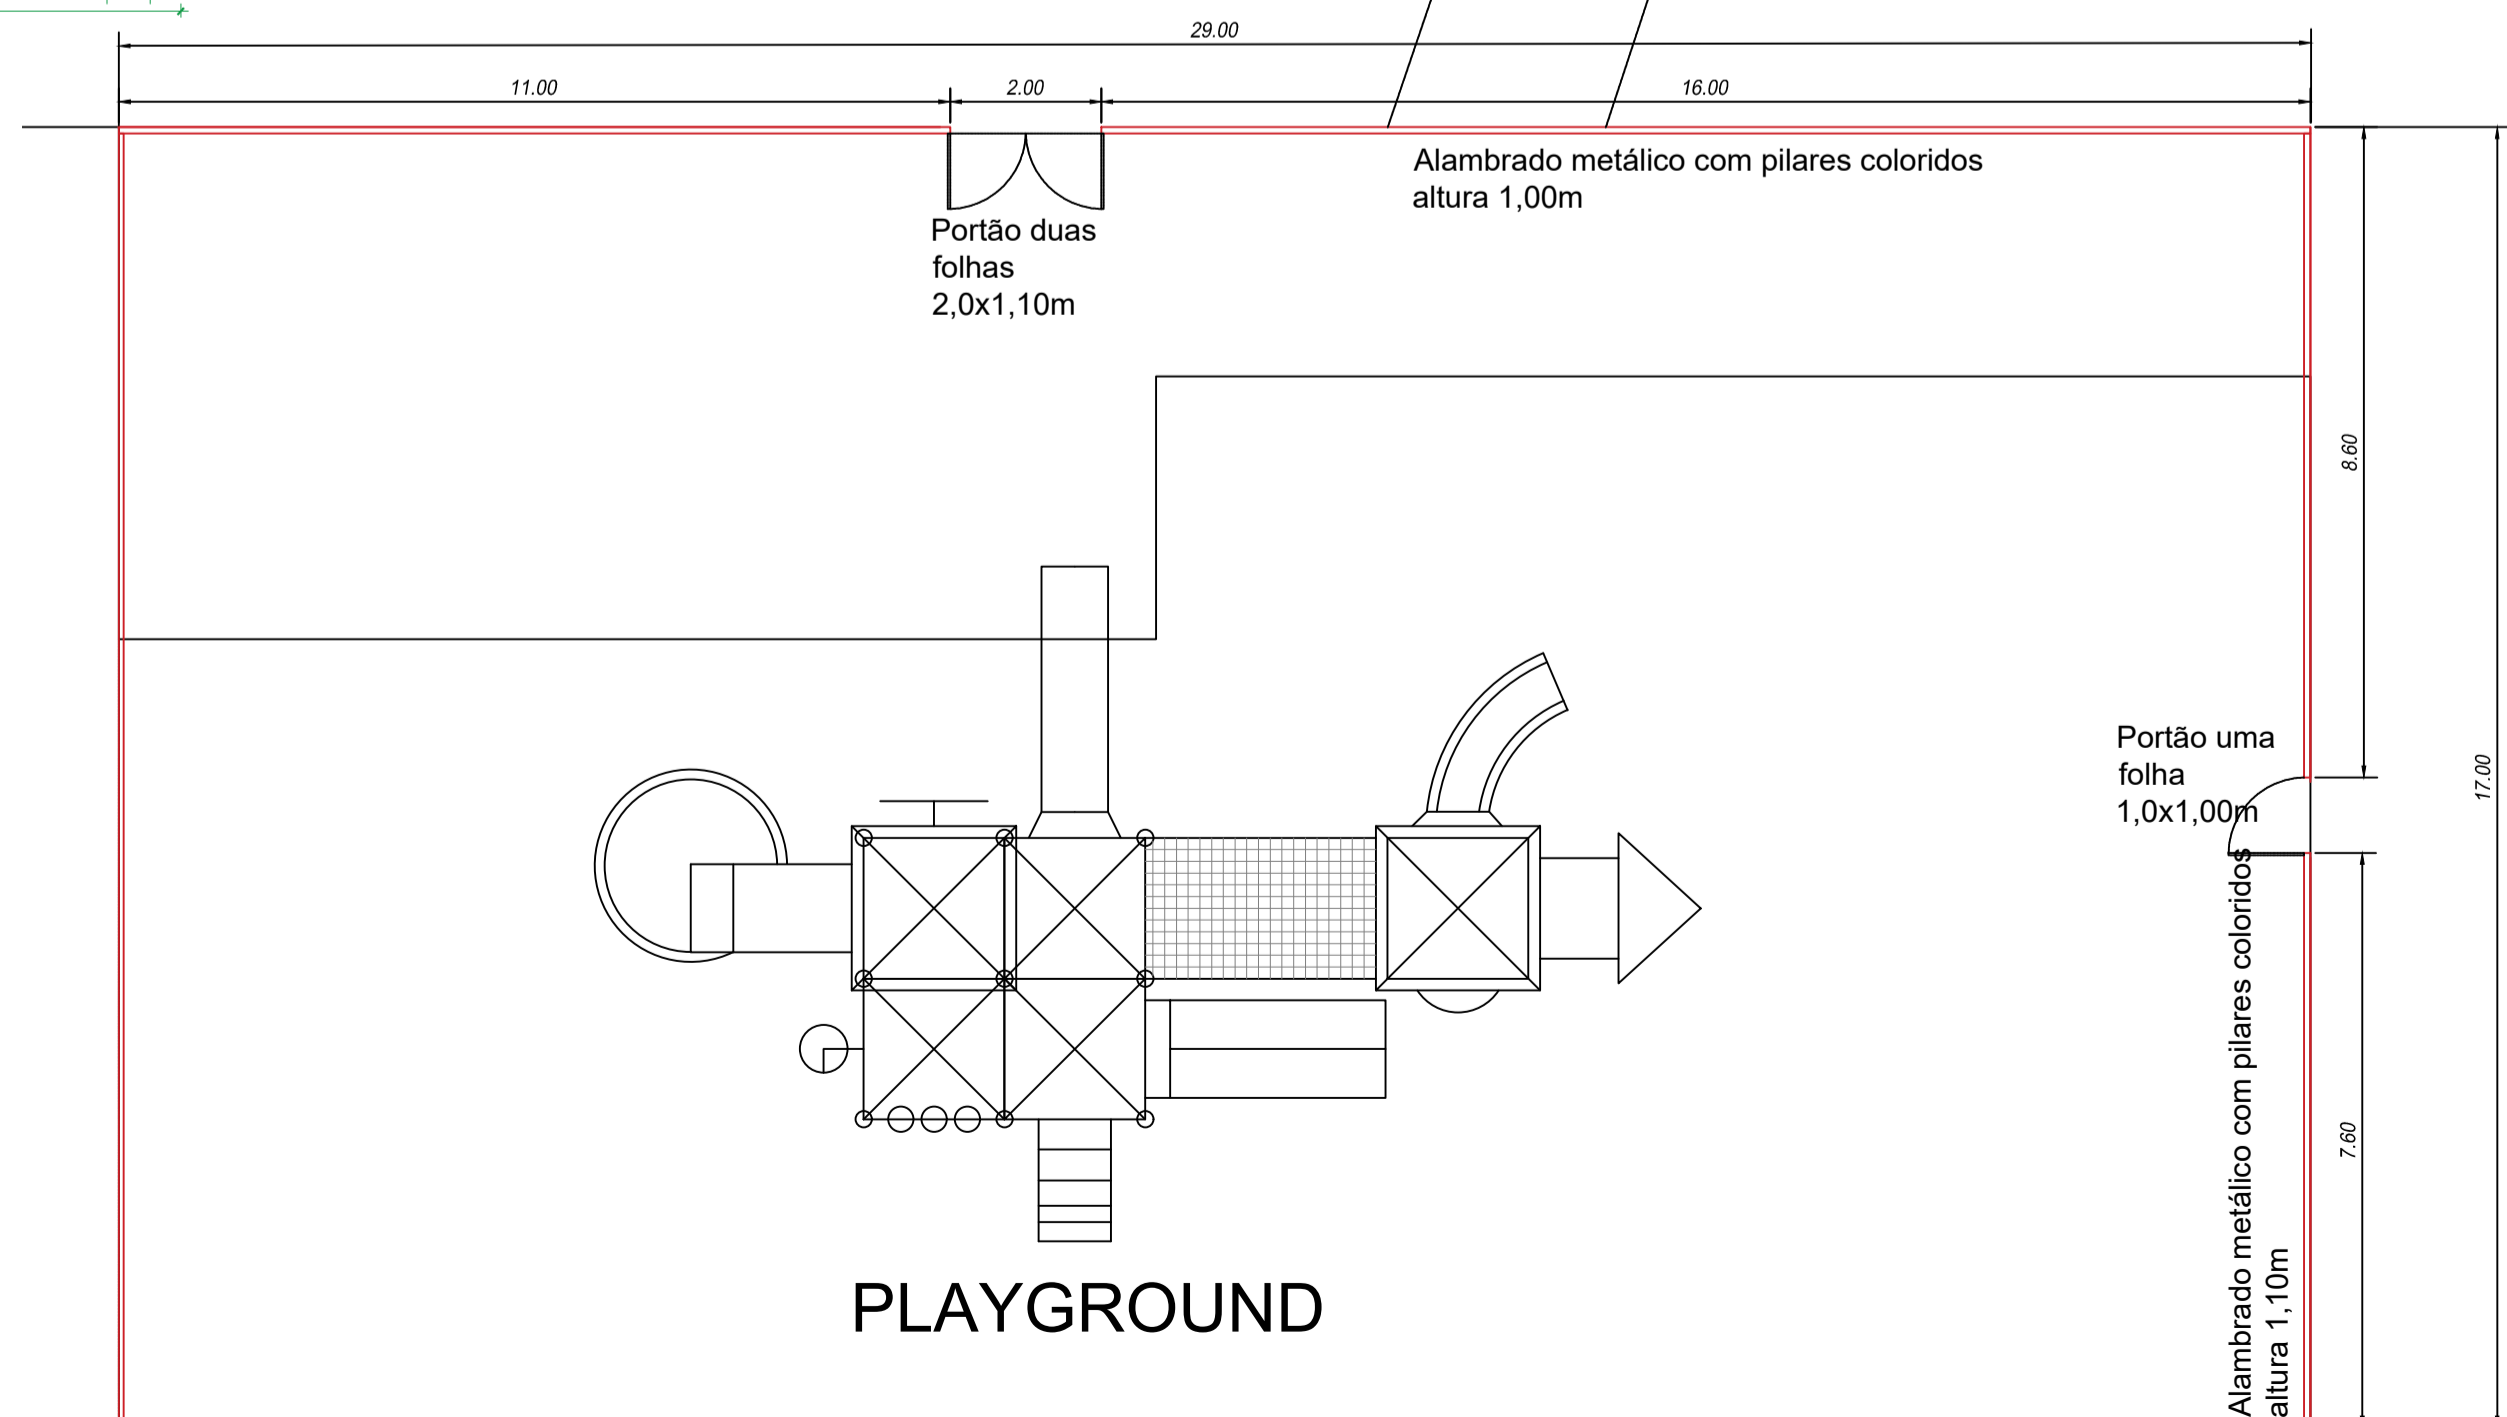 29.00
11.00
2.00
16.00
Alambrado metálico com pilares coloridos
altura 1,00m
Portão duas
folhas
2,0x1,10m
8.60
Portão uma
folha
1,0x1,00m
17.00
Alambrado metálico com pilares coloridos
altura 1,10m
7.60
PLAYGROUND